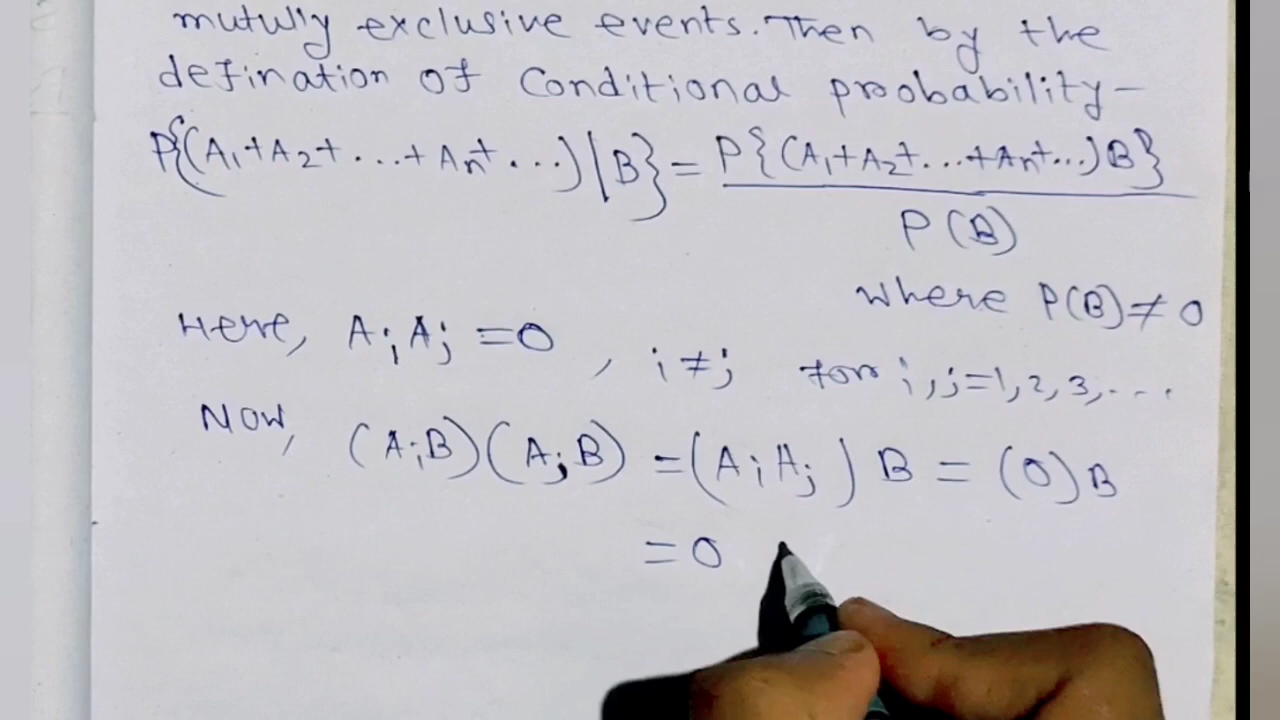 mutully exclusive events. Then by the
defination of Conditional probability-
P{(A₁+A₂+...+Aₙ+...)|B} = P{(A₁+A₂+...+Aₙ+...)B}
P(B)
where P(B)≠0
Here, AᵢAⱼ =0 , i≠j for i,j=1,2,3,...
Now, (AᵢB)(AⱼB) =(AᵢAⱼ)B = (0)B
=0